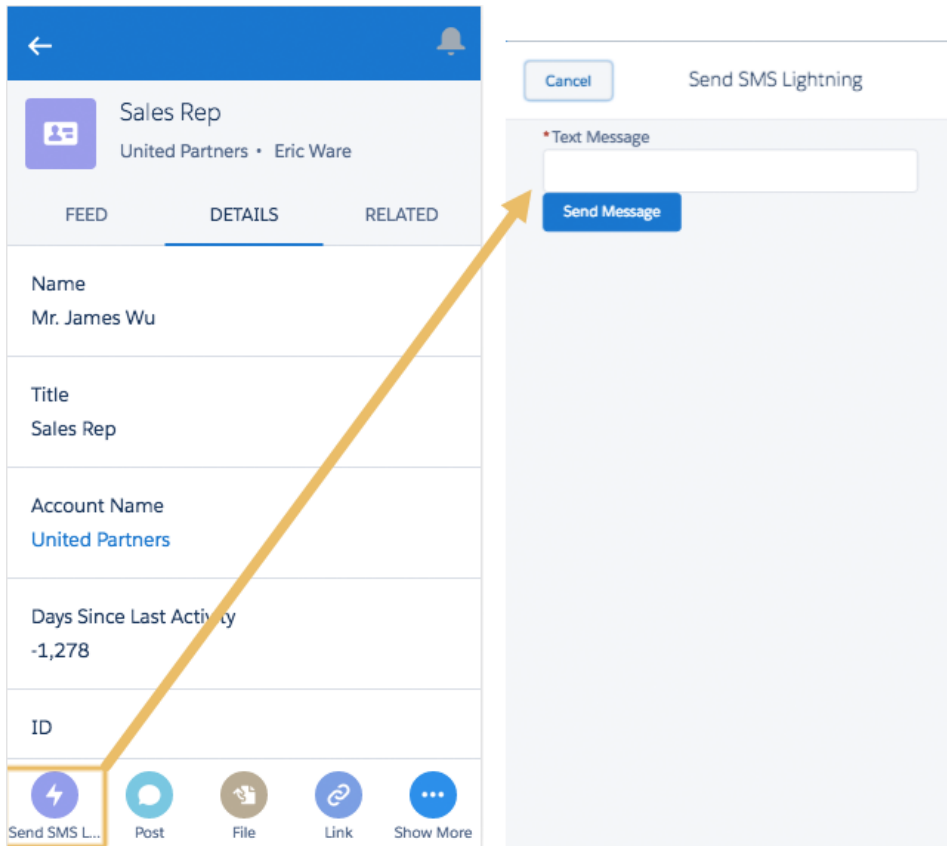 Sales Rep
United Partners • Eric Ware
FEED DETAILS RELATED
Name
Mr. James Wu
Title
Sales Rep
Account Name
United Partners
Days Since Last Activity
-1,278
ID
Send SMS L... Post File Link Show More
Cancel Send SMS Lightning
*Text Message
Send Message